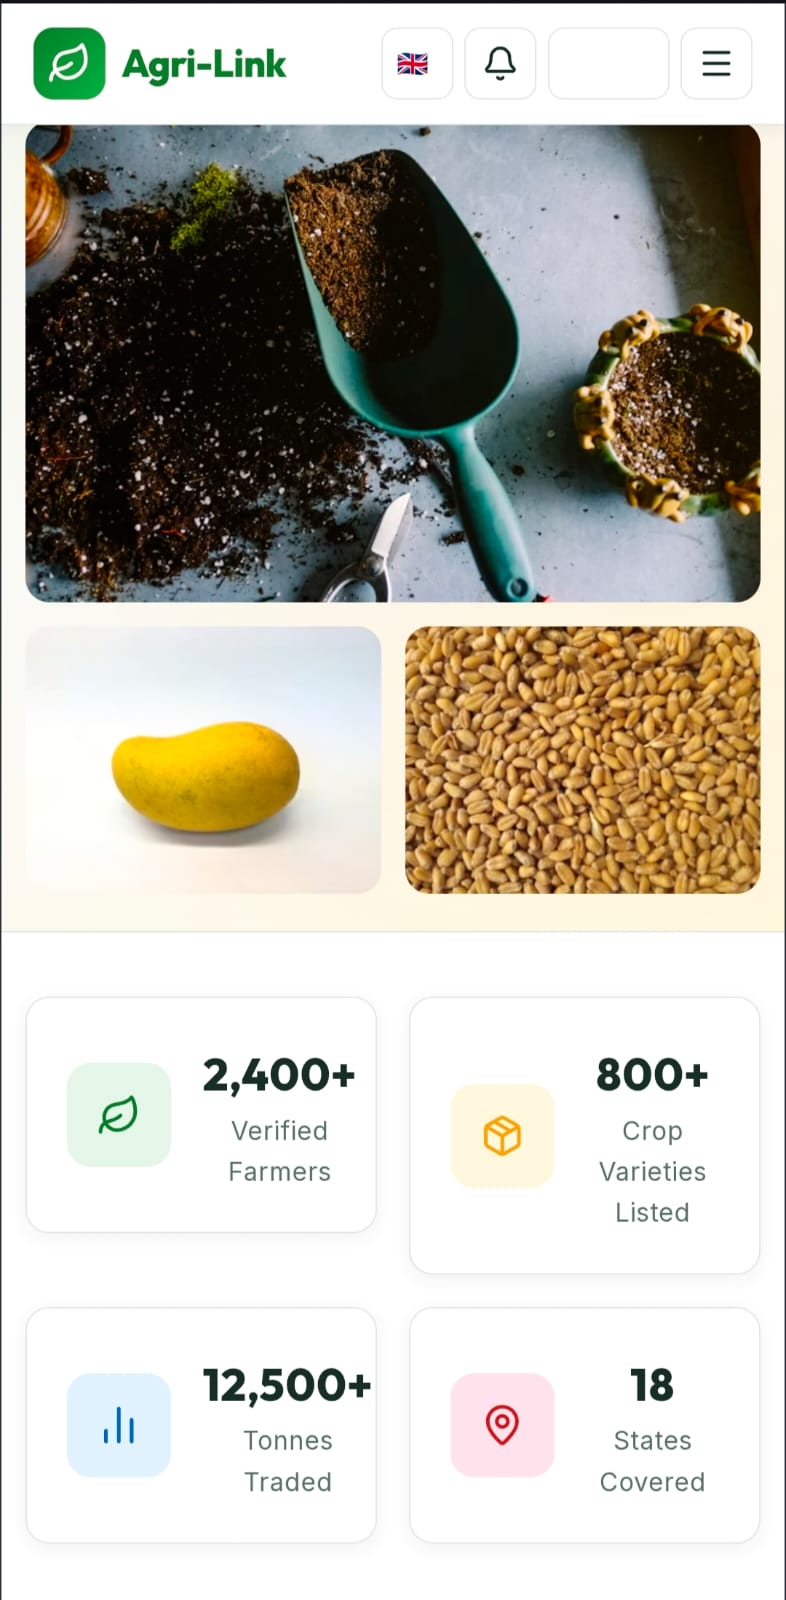 Agri-Link
2,400+
Verified
Farmers
800+
Crop
Varieties
Listed
12,500+
Tonnes
Traded
18
States
Covered